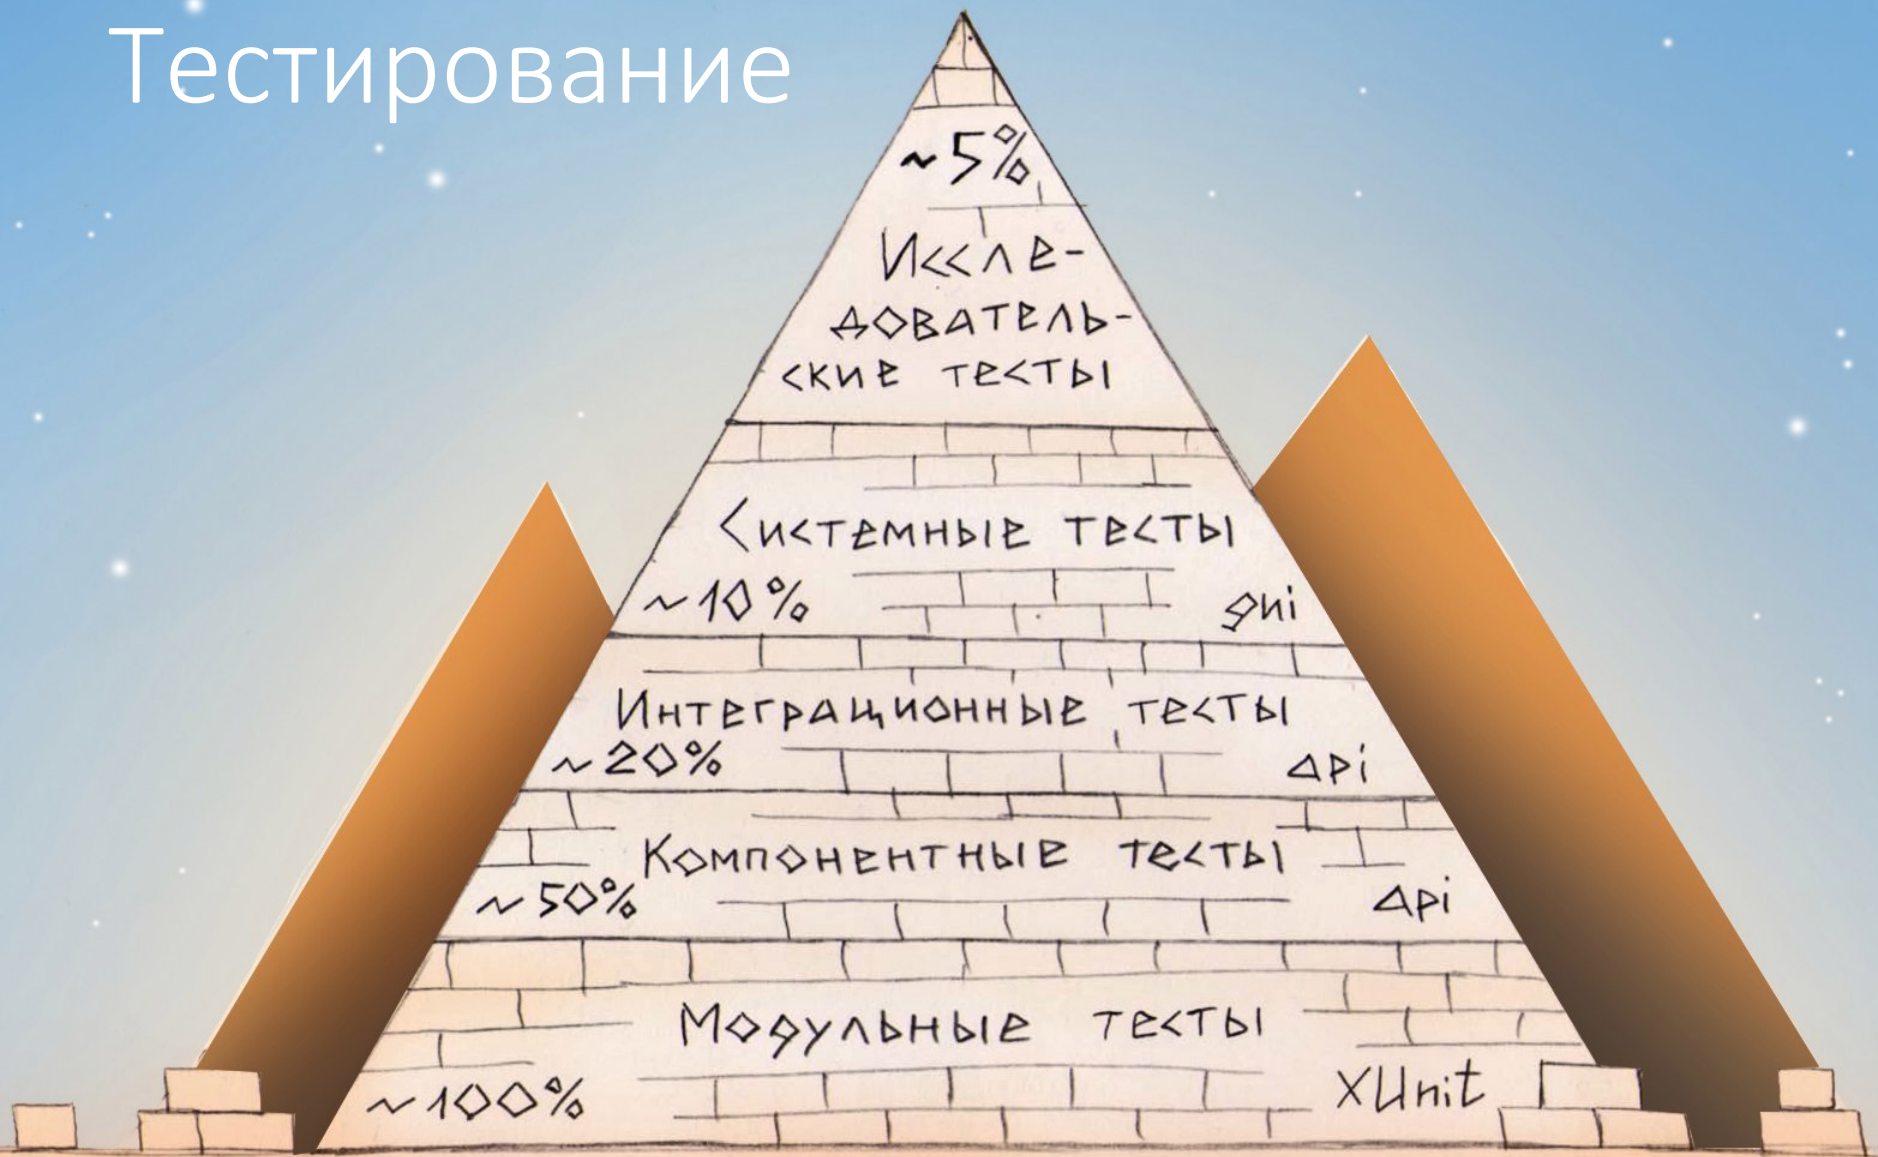 Тестирование
~5%
Иссле-
дователь-
ские тесты
Системные тесты
~10%
gui
Интеграционные тесты
~20%
api
Компонентные тесты
~50%
api
Модульные тесты
~100%
XUnit